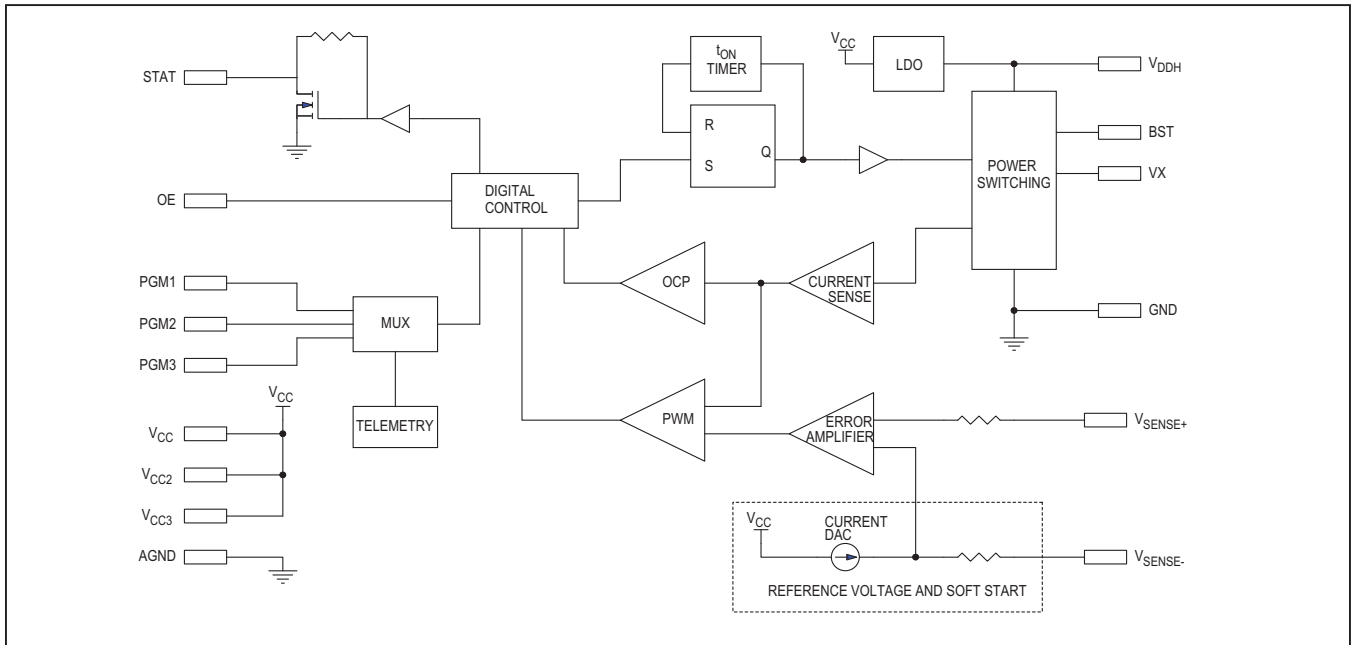 STAT
OE
PGM1
PGM2
PGM3
VCC
VCC
VCC2
VCC3
AGND
MUX
TELEMETRY
DIGITAL
CONTROL
tON
TIMER
R
S
Q
OCP
CURRENT
SENSE
PWM
ERROR
AMPLIFIER
VCC
LDO
POWER
SWITCHING
VDDH
BST
VX
GND
VSENSE+
VCC
CURRENT
DAC
REFERENCE VOLTAGE AND SOFT START
VSENSE-